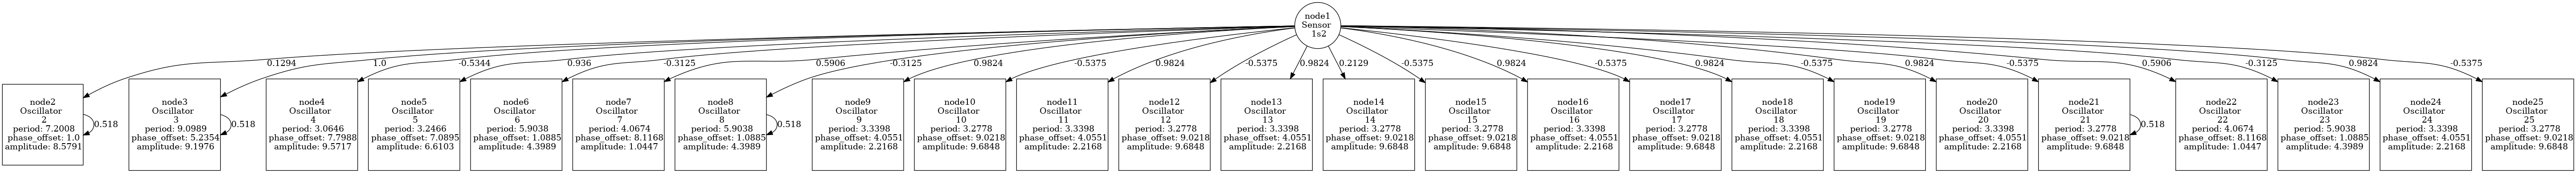 node1
Sensor
1s2
0.1294
1.0
-0.5344
0.936
-0.3125
0.5906
-0.3125
0.9824
-0.5375
0.9824
-0.5375
0.9824
0.2129
-0.5375
0.9824
-0.5375
0.9824
-0.5375
0.9824
-0.5375
0.5906
-0.3125
0.9824
-0.5375
node2
Oscillator
2
period: 7.2008
phase_offset: 1.0
amplitude: 8.5791
0.518
node3
Oscillator
3
period: 9.0989
phase_offset: 5.2354
amplitude: 9.1976
0.518
node4
Oscillator
4
period: 3.0646
phase_offset: 7.7988
amplitude: 9.5717
node5
Oscillator
5
period: 3.2466
phase_offset: 7.0895
amplitude: 6.6103
node6
Oscillator
6
period: 5.9038
phase_offset: 1.0885
amplitude: 4.3989
node7
Oscillator
7
period: 4.0674
phase_offset: 8.1168
amplitude: 1.0447
node8
Oscillator
8
period: 5.9038
phase_offset: 1.0885
amplitude: 4.3989
0.518
node9
Oscillator
9
period: 3.3398
phase_offset: 4.0551
amplitude: 2.2168
node10
Oscillator
10
period: 3.2778
phase_offset: 9.0218
amplitude: 9.6848
node11
Oscillator
11
period: 3.3398
phase_offset: 4.0551
amplitude: 2.2168
node12
Oscillator
12
period: 3.2778
phase_offset: 9.0218
amplitude: 9.6848
node13
Oscillator
13
period: 3.3398
phase_offset: 4.0551
amplitude: 2.2168
node14
Oscillator
14
period: 3.2778
phase_offset: 9.0218
amplitude: 9.6848
node15
Oscillator
15
period: 3.2778
phase_offset: 9.0218
amplitude: 9.6848
node16
Oscillator
16
period: 3.3398
phase_offset: 4.0551
amplitude: 2.2168
node17
Oscillator
17
period: 3.2778
phase_offset: 9.0218
amplitude: 9.6848
node18
Oscillator
18
period: 3.3398
phase_offset: 4.0551
amplitude: 2.2168
node19
Oscillator
19
period: 3.2778
phase_offset: 9.0218
amplitude: 9.6848
node20
Oscillator
20
period: 3.3398
phase_offset: 4.0551
amplitude: 2.2168
node21
Oscillator
21
period: 3.2778
phase_offset: 9.0218
amplitude: 9.6848
0.518
node22
Oscillator
22
period: 4.0674
phase_offset: 8.1168
amplitude: 1.0447
node23
Oscillator
23
period: 5.9038
phase_offset: 1.0885
amplitude: 4.3989
node24
Oscillator
24
period: 3.3398
phase_offset: 4.0551
amplitude: 2.2168
node25
Oscillator
25
period: 3.2778
phase_offset: 9.0218
amplitude: 9.6848